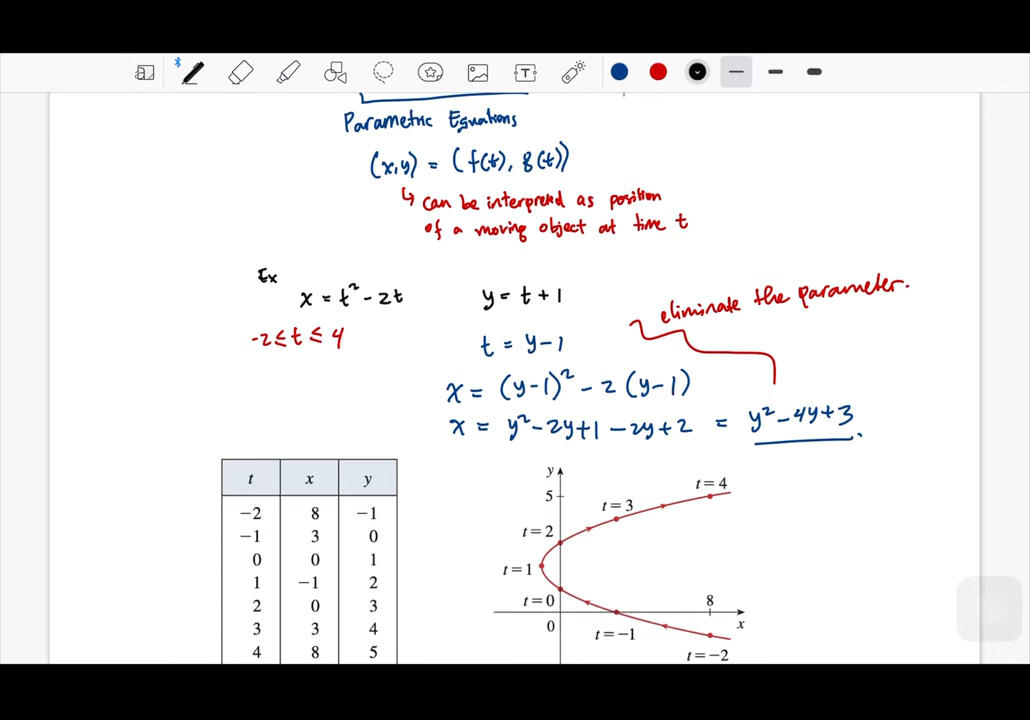 Parametric Equations
(x,y) = (f(t), g(t))
↳ can be interpred as position
of a moving object at time t
Ex
x = t² - 2t y = t + 1
eliminate the parameter.
-2 ≤ t ≤ 4
t = y - 1
x = (y-1)² - 2 (y-1)
x = y² - 2y + 1 - 2y + 2 = y² - 4y + 3.
t x y
−2 8 −1
−1 3 0
0 0 1
1 −1 2
2 0 3
3 3 4
4 8 5
y
5
t=4
t=3
t=2
t=1
t=0
8
0
x
t=−1
t=−2